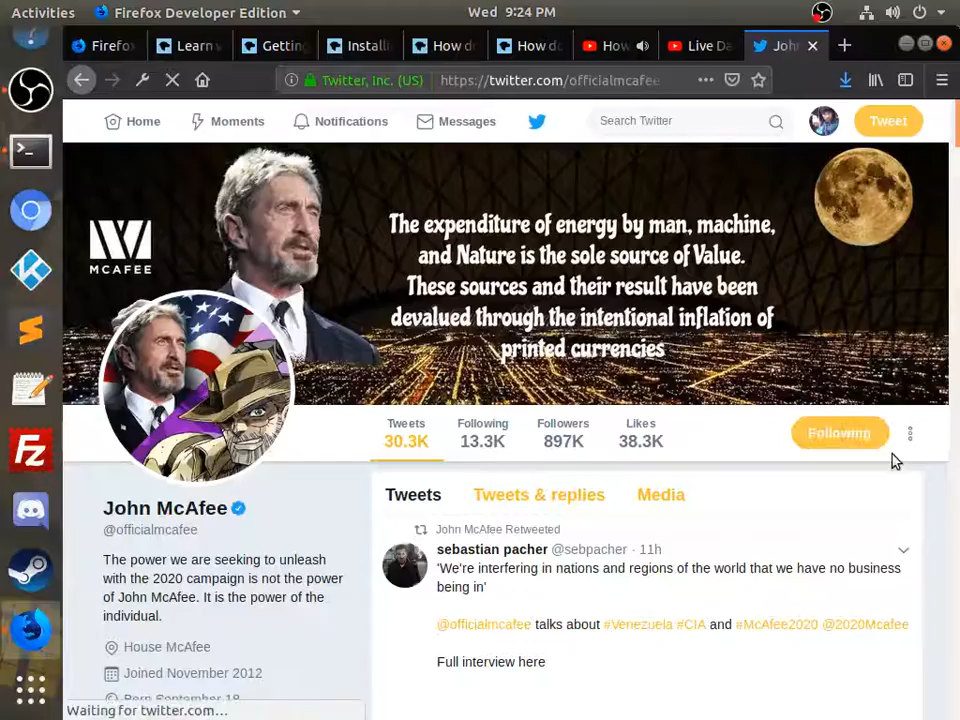 Activities
Firefox Developer Edition
Wed 9:24 PM
Firefo
Learn
Getting
Installi
How d
How do
How
Live Da
Joh
Twitter, Inc. (US)
https://twitter.com/officialmcafee
Home
Moments
Notifications
Messages
Search Twitter
Tweet
MCAFEE
The expenditure of energy by man, machine,
and Nature is the sole source of Value.
These sources and their result have been
devalued through the intentional inflation of
printed currencies
Tweets
30.3K
Following
13.3K
Followers
897K
Likes
38.3K
Following
John McAfee
@officialmcafee
The power we are seeking to unleash
with the 2020 campaign is not the power
of John McAfee. It is the power of the
individual.
House McAfee
Joined November 2012
Born September 18
Waiting for twitter.com…
Tweets
Tweets & replies
Media
John McAfee Retweeted
sebastian pacher @sebpacher · 11h
'We're interfering in nations and regions of the world that we have no business
being in'
@officialmcafee talks about #Venezuela #CIA and #McAfee2020 @2020Mcafee
Full interview here